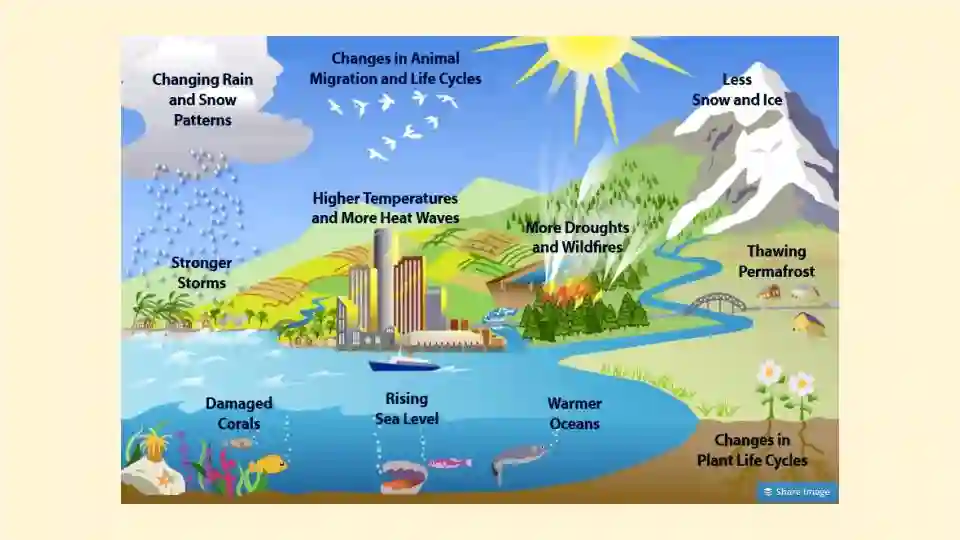 Changes in Animal
Migration and Life Cycles
Changing Rain
and Snow
Patterns
Less
Snow and Ice
Higher Temperatures
and More Heat Waves
More Droughts
and Wildfires
Thawing
Permafrost
Stronger
Storms
Damaged
Corals
Rising
Sea Level
Warmer
Oceans
Changes in
Plant Life Cycles
Share Image